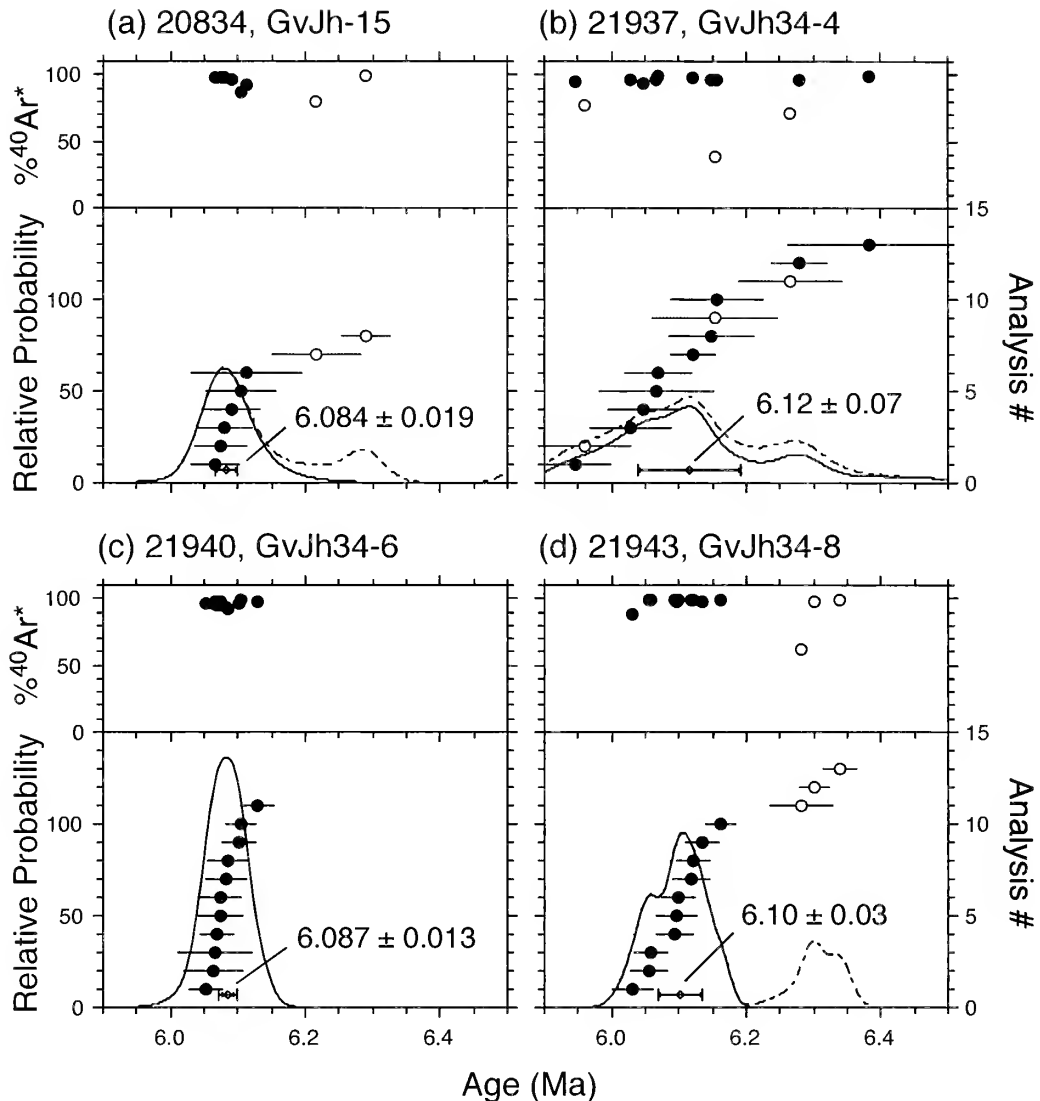 (a) 20834, GvJh-15
(b) 21937, GvJh34-4
%⁴⁰Ar*
100
50
0
100
50
0
Relative Probability
100
50
0
15
10
5
0
Analysis #
6.084 ± 0.019
6.12 ± 0.07
(c) 21940, GvJh34-6
(d) 21943, GvJh34-8
%⁴⁰Ar*
100
50
0
Relative Probability
100
50
0
15
10
5
0
Analysis #
6.087 ± 0.013
6.10 ± 0.03
6.0
6.2
6.4
6.0
6.2
6.4
Age (Ma)